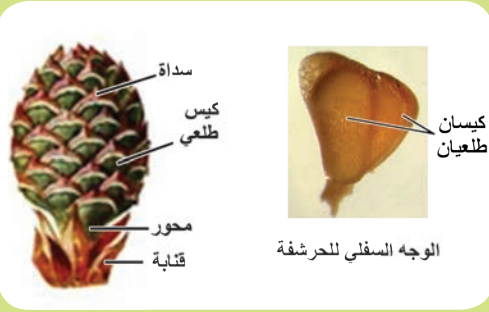 سداة
كيس
طلعي
محور
قنابة
كيسان
طلعيان
الوجه السفلي للحرشفة